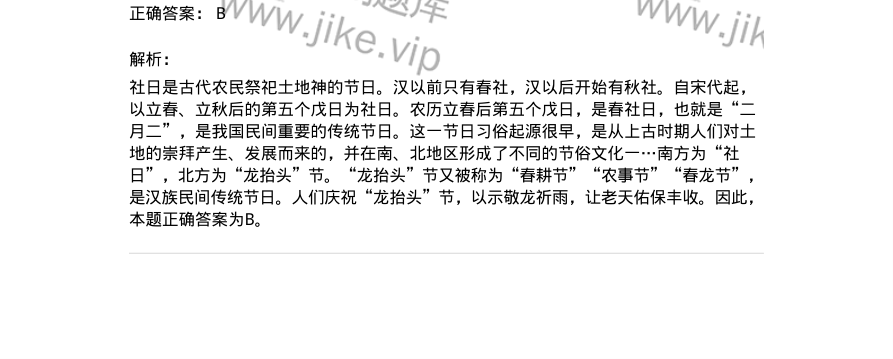 正确答案： B
题库
www.jike.vip
www.jik
解析：
社日是古代农民祭祀土地神的节日。汉以前只有春社，汉以后开始有秋社。自宋代起，
以立春、立秋后的第五个戊日为社日。农历立春后第五个戊日，是春社日，也就是“二
月二”，是我国民间重要的传统节日。这一节日习俗起源很早，是从上古时期人们对土
地的崇拜产生、发展而来的，并在南、北地区形成了不同的节俗文化一…南方为“社
日”，北方为“龙抬头”节。“龙抬头”节又被称为“春耕节”“农事节”“春龙节”，
是汉族民间传统节日。人们庆祝“龙抬头”节，以示敬龙祈雨，让老天佑保丰收。因此，
本题正确答案为B。